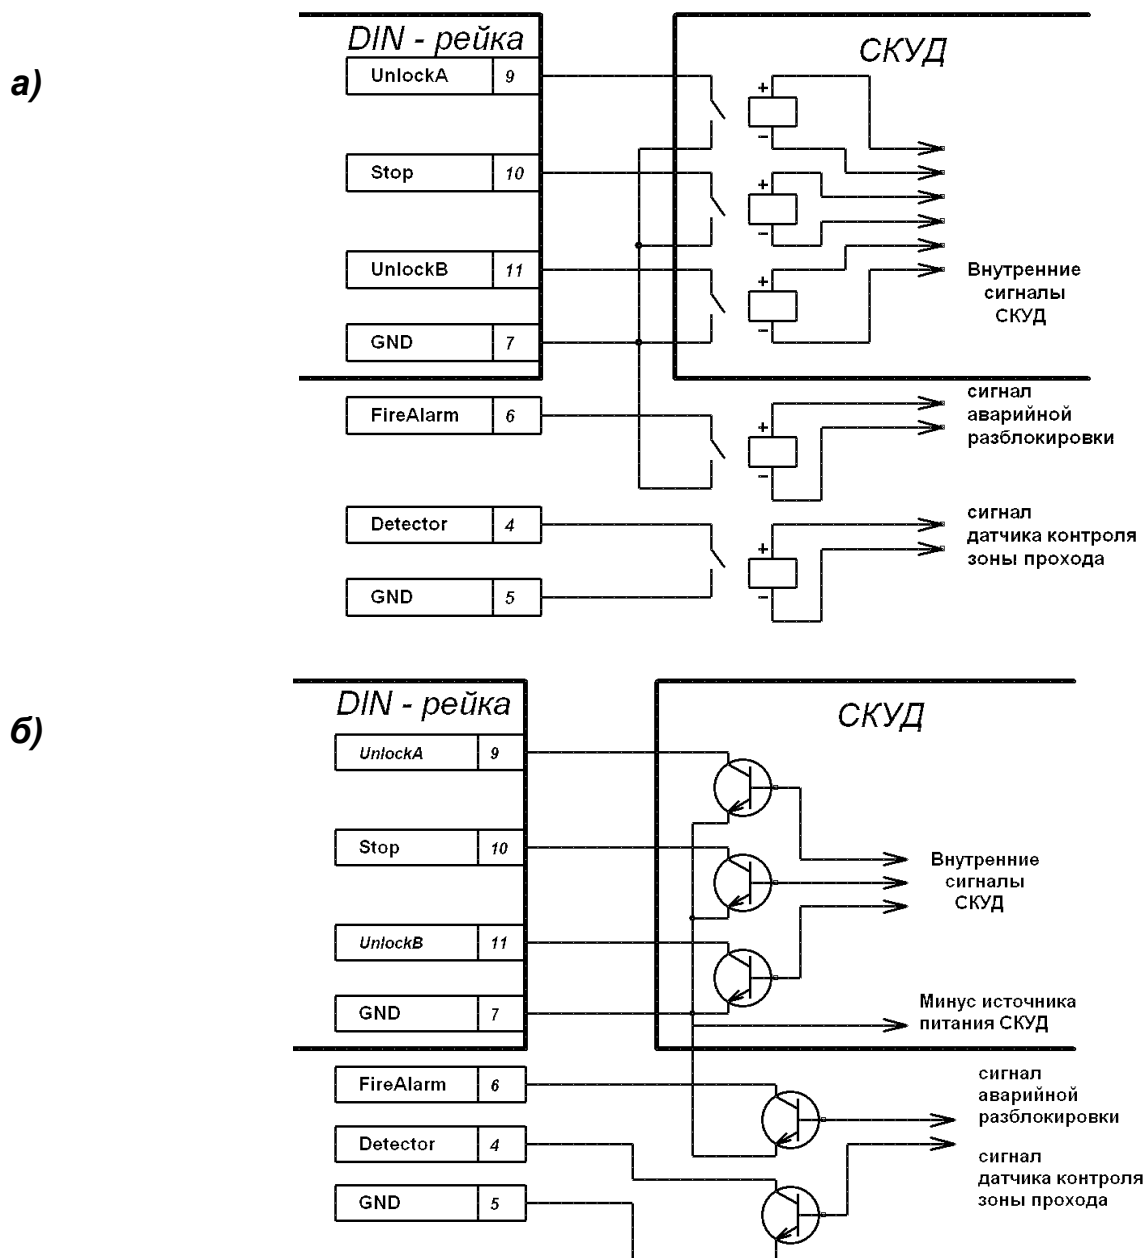 а)
DIN - рейка
СКУД
UnlockA 9
+
−
Stop 10
+
−
UnlockB 11
+
−
Внутренние
сигналы
СКУД
GND 7
FireAlarm 6
+
−
сигнал
аварийной
разблокировки
Detector 4
+
−
сигнал
датчика контроля
зоны прохода
GND 5
б)
DIN - рейка
СКУД
UnlockA 9
Stop 10
Внутренние
сигналы
СКУД
UnlockB 11
GND 7
Минус источника
питания СКУД
FireAlarm 6
сигнал
аварийной
разблокировки
Detector 4
сигнал
датчика контроля
зоны прохода
GND 5